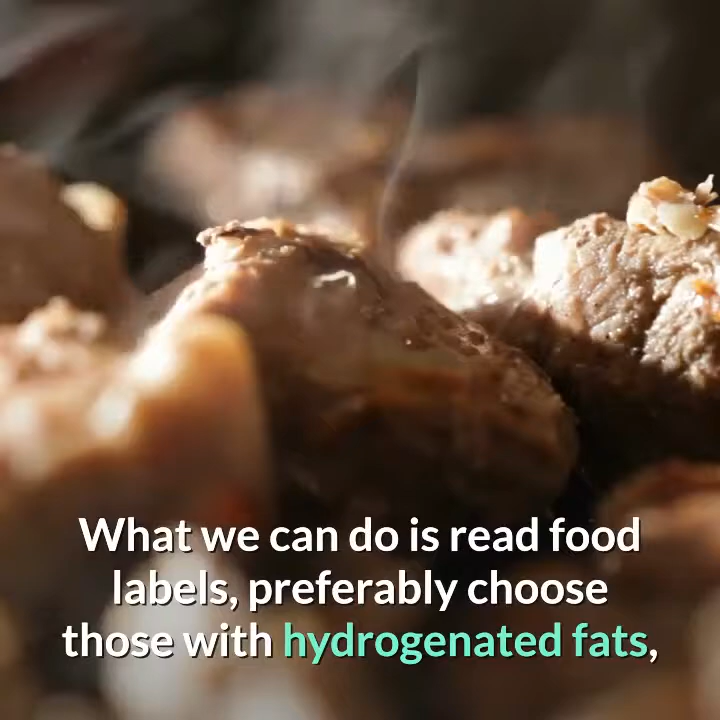 What we can do is read food
labels, preferably choose
those with hydrogenated fats,